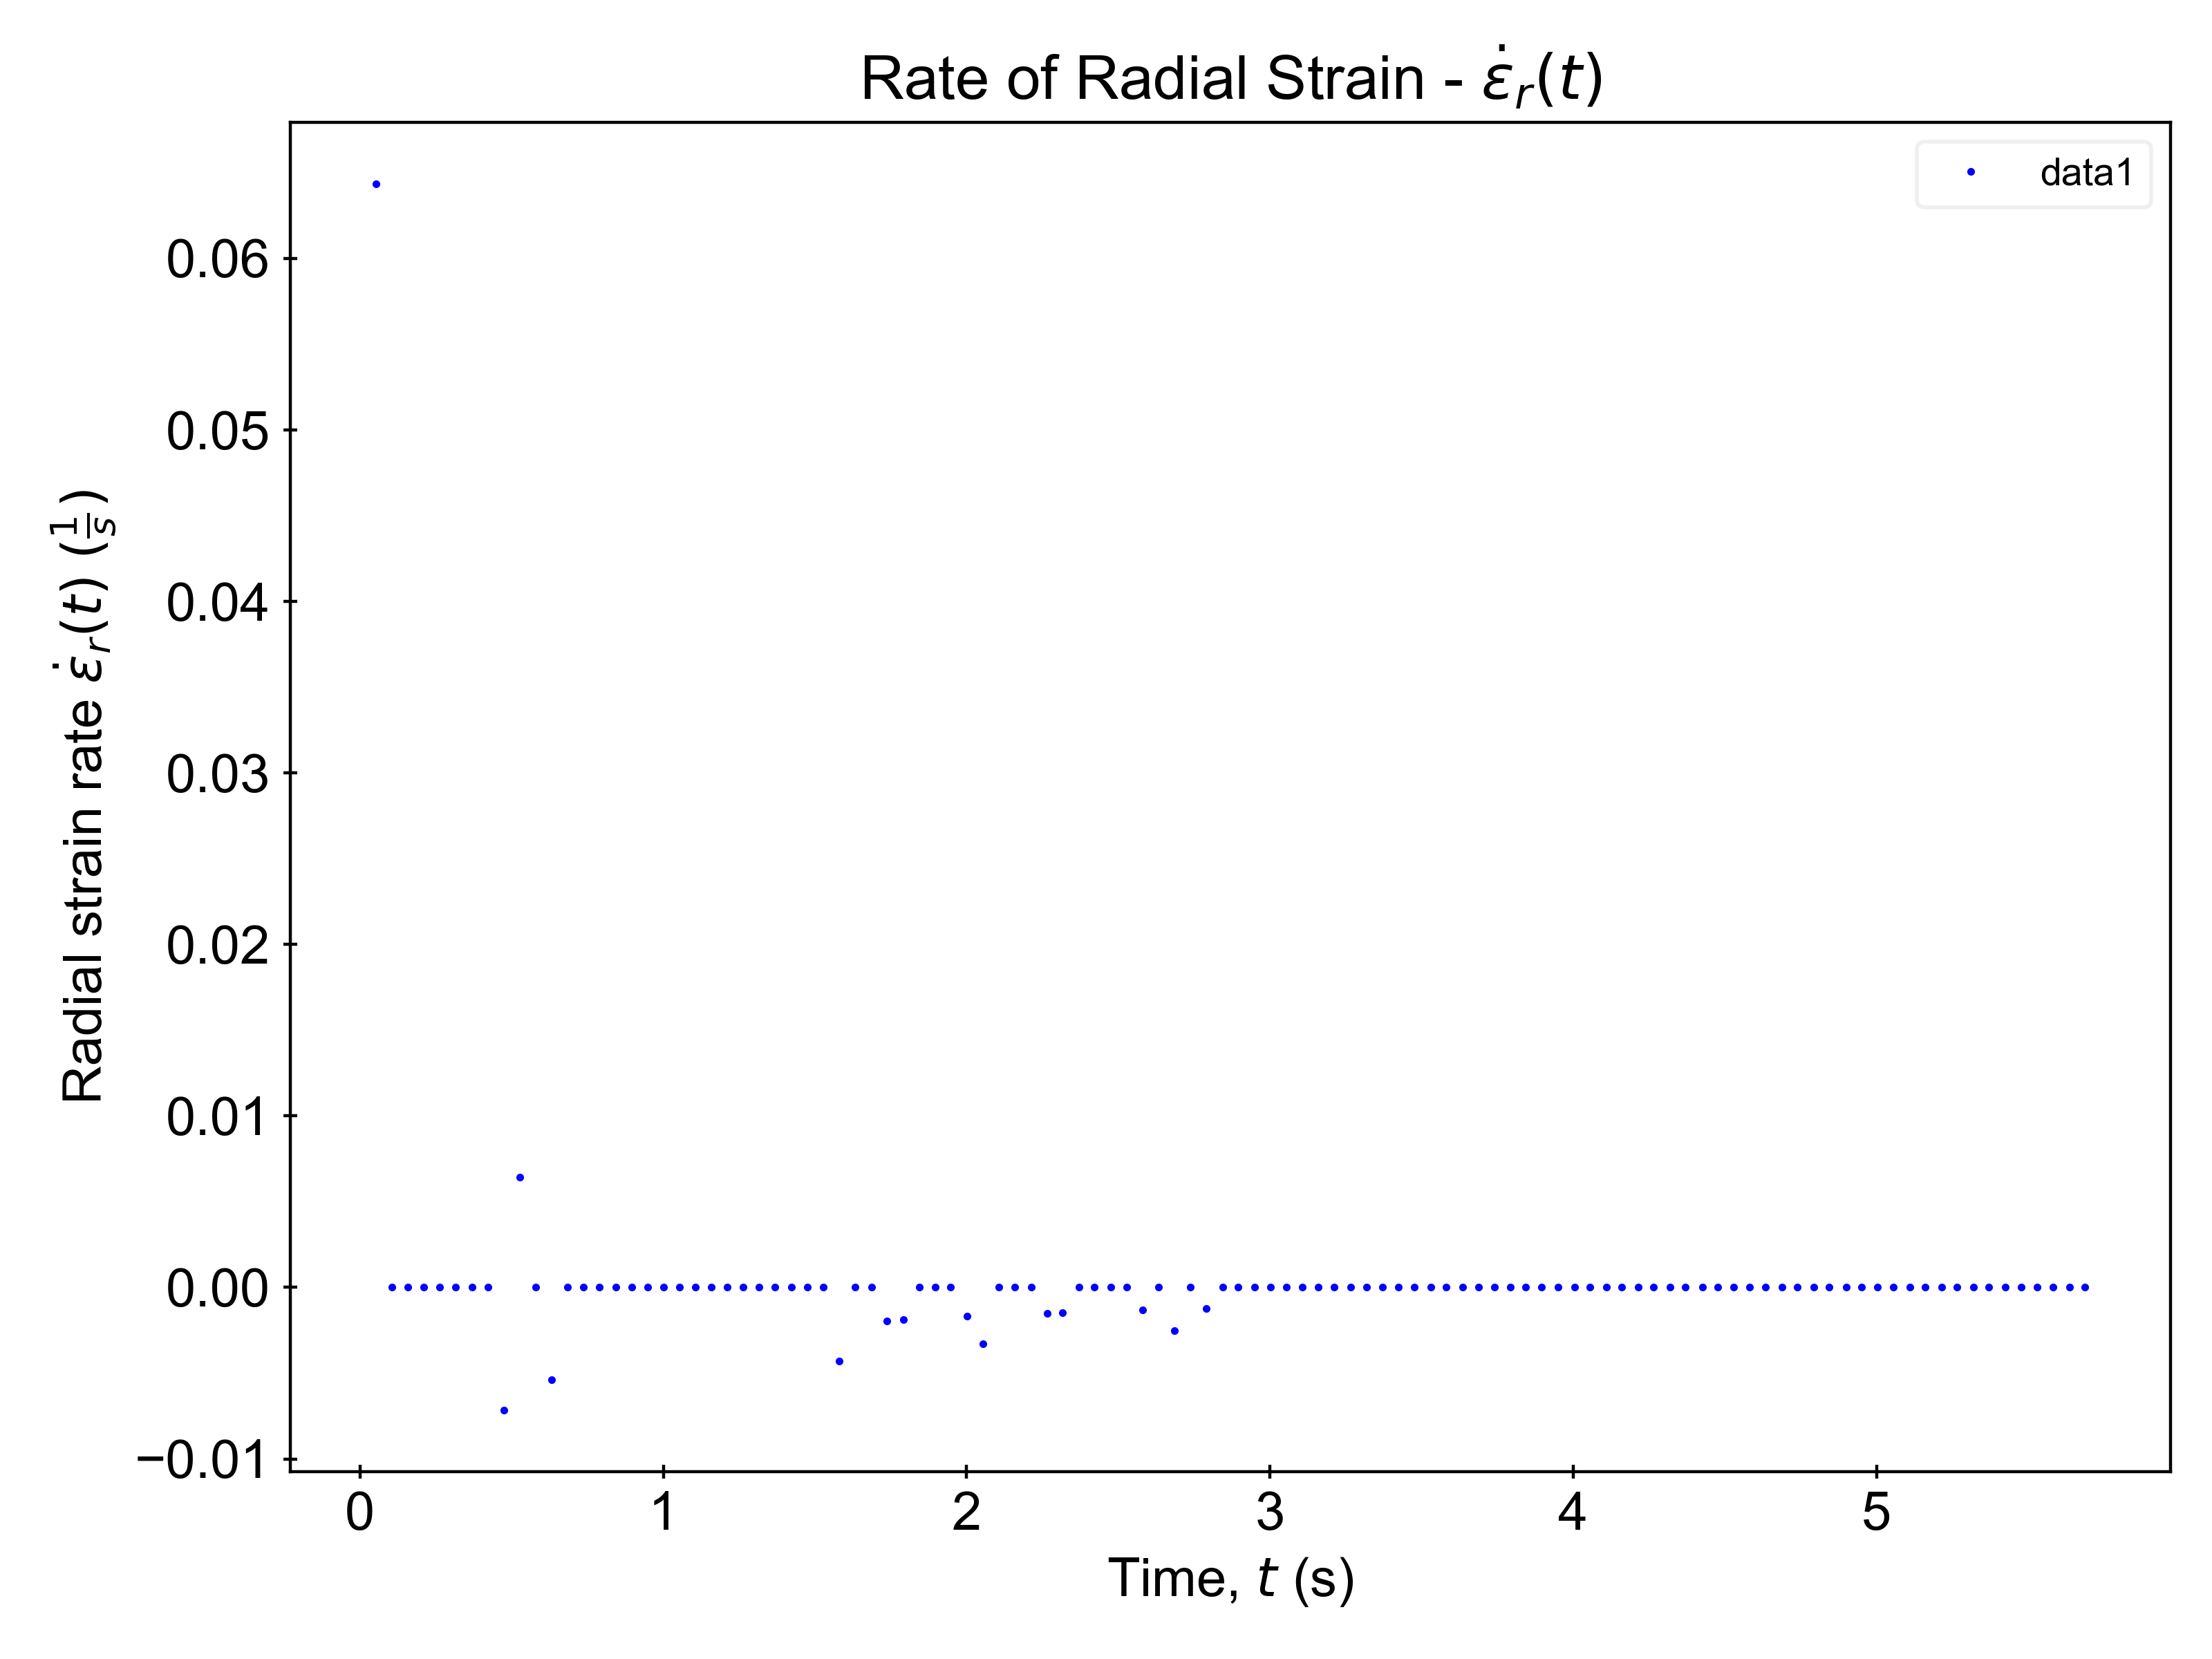 Rate of Radial Strain - ε̇ᵣ(t)
data1
0.06
0.05
0.04
0.03
0.02
0.01
0.00
−0.01
Radial strain rate ε̇ᵣ(t) (1/s)
0 1 2 3 4 5
Time, t (s)